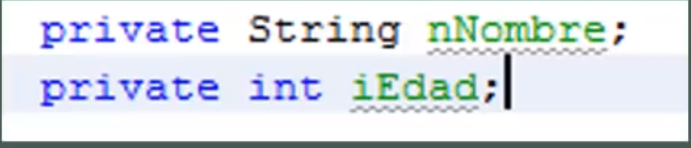 private String nNombre;
private int iEdad;